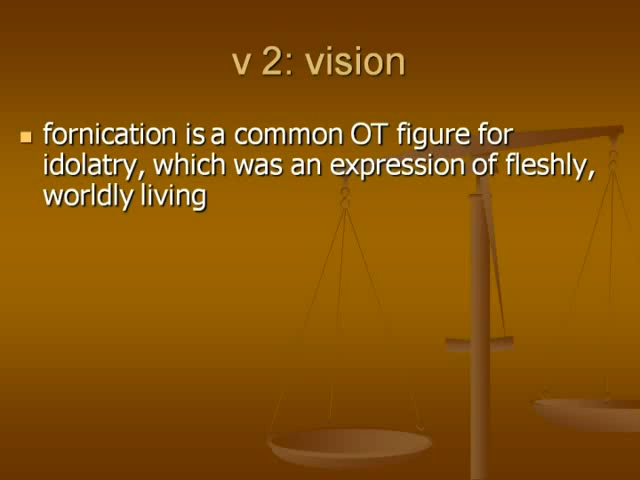 v 2: vision
fornication is a common OT figure for
idolatry, which was an expression of fleshly,
worldly living